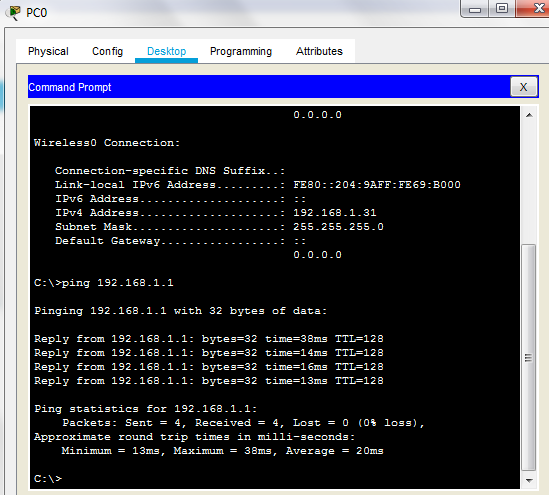 PC0
Physical Config Desktop Programming Attributes
Command Prompt X
0.0.0.0
Wireless0 Connection:
Connection-specific DNS Suffix..:
Link-local IPv6 Address.........: FE80::204:9AFF:FE69:B000
IPv6 Address....................: ::
IPv4 Address....................: 192.168.1.31
Subnet Mask.....................: 255.255.255.0
Default Gateway.................: ::
0.0.0.0
C:\>ping 192.168.1.1
Pinging 192.168.1.1 with 32 bytes of data:
Reply from 192.168.1.1: bytes=32 time=38ms TTL=128
Reply from 192.168.1.1: bytes=32 time=14ms TTL=128
Reply from 192.168.1.1: bytes=32 time=16ms TTL=128
Reply from 192.168.1.1: bytes=32 time=13ms TTL=128
Ping statistics for 192.168.1.1:
Packets: Sent = 4, Received = 4, Lost = 0 (0% loss),
Approximate round trip times in milli-seconds:
Minimum = 13ms, Maximum = 38ms, Average = 20ms
C:\>